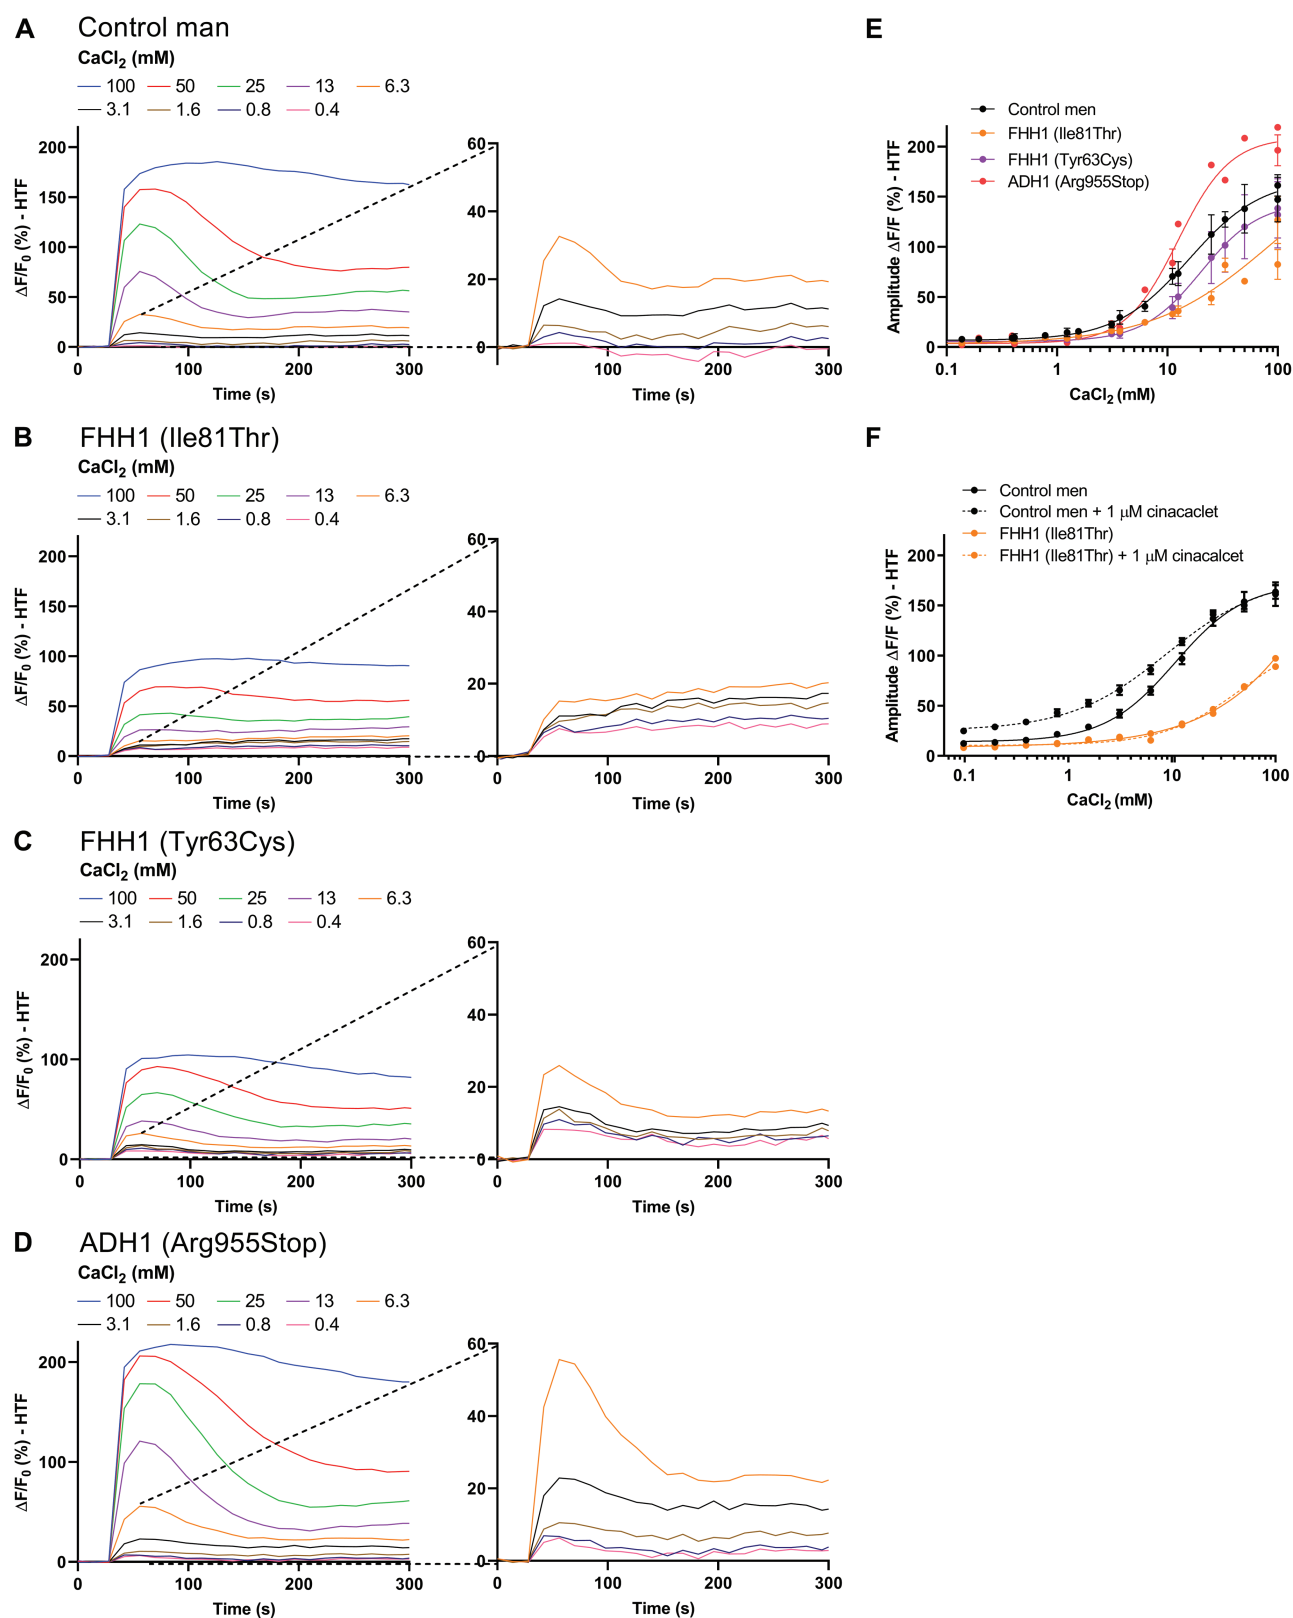 A Control man
CaCl2 (mM)
100 50 25 13 6.3
3.1 1.6 0.8 0.4
ΔF/F0 (%) - HTF
200
150
100
50
0
0 100 200 300
Time (s)
60
40
20
0
0 100 200 300
Time (s)
B FHH1 (Ile81Thr)
CaCl2 (mM)
100 50 25 13 6.3
3.1 1.6 0.8 0.4
ΔF/F0 (%) - HTF
200
150
100
50
0
0 100 200 300
Time (s)
60
40
20
0
0 100 200 300
Time (s)
C FHH1 (Tyr63Cys)
CaCl2 (mM)
100 50 25 13 6.3
3.1 1.6 0.8 0.4
ΔF/F0 (%) - HTF
200
100
0
0 100 200 300
Time (s)
60
40
20
0
0 100 200 300
Time (s)
D ADH1 (Arg955Stop)
CaCl2 (mM)
100 50 25 13 6.3
3.1 1.6 0.8 0.4
ΔF/F0 (%) - HTF
200
100
0
0 100 200 300
Time (s)
60
40
20
0
0 100 200 300
Time (s)
E
Control men
FHH1 (Ile81Thr)
FHH1 (Tyr63Cys)
ADH1 (Arg955Stop)
Amplitude ΔF/F (%) - HTF
200
150
100
50
0
0.1 1 10 100
CaCl2 (mM)
F
Control men
Control men + 1 μM cinacaclet
FHH1 (Ile81Thr)
FHH1 (Ile81Thr) + 1 μM cinacalcet
Amplitude ΔF/F (%) - HTF
200
150
100
50
0
0.1 1 10 100
CaCl2 (mM)